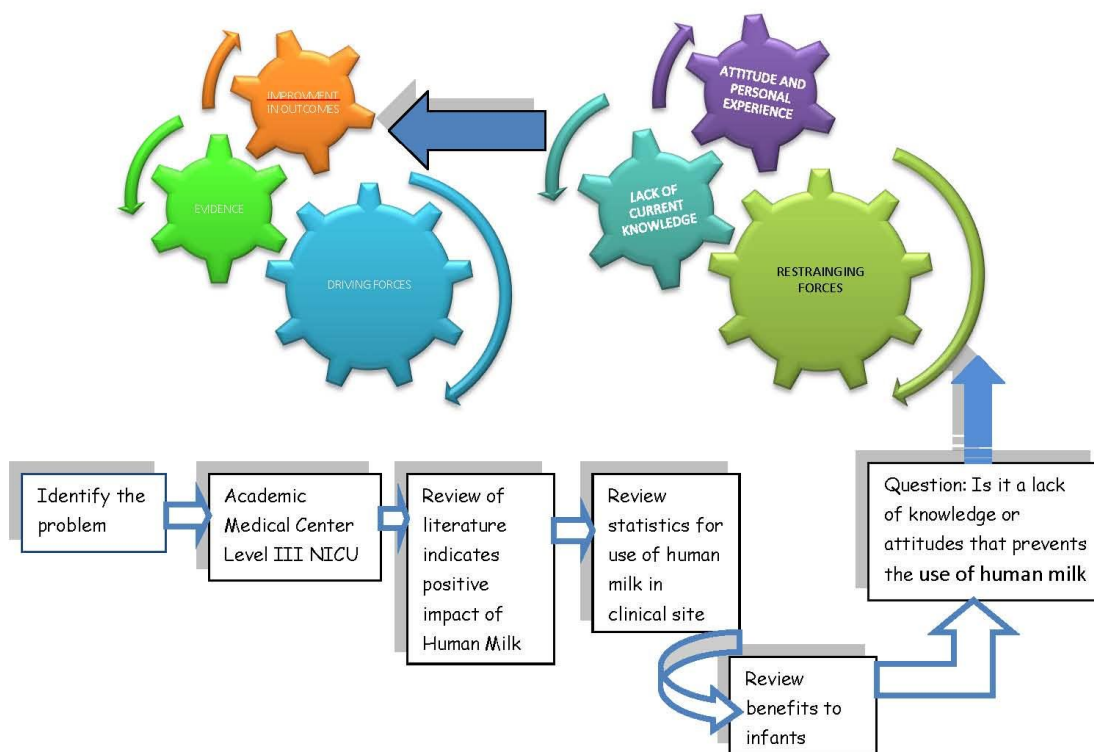 IMPROVMENT
IN OUTCOMES
EVIDENCE
DRIVING FORCES
ATTITUDE AND
PERSONAL
EXPERIENCE
LACK OF
CURRENT
KNOWLEDGE
RESTRAINGING
FORCES
Identify the
problem
Academic
Medical Center
Level III NICU
Review of
literature
indicates
positive
impact of
Human Milk
Review
statistics for
use of human
milk in
clinical site
Review
benefits to
infants
Question: Is it a lack
of knowledge or
attitudes that prevents
the use of human milk